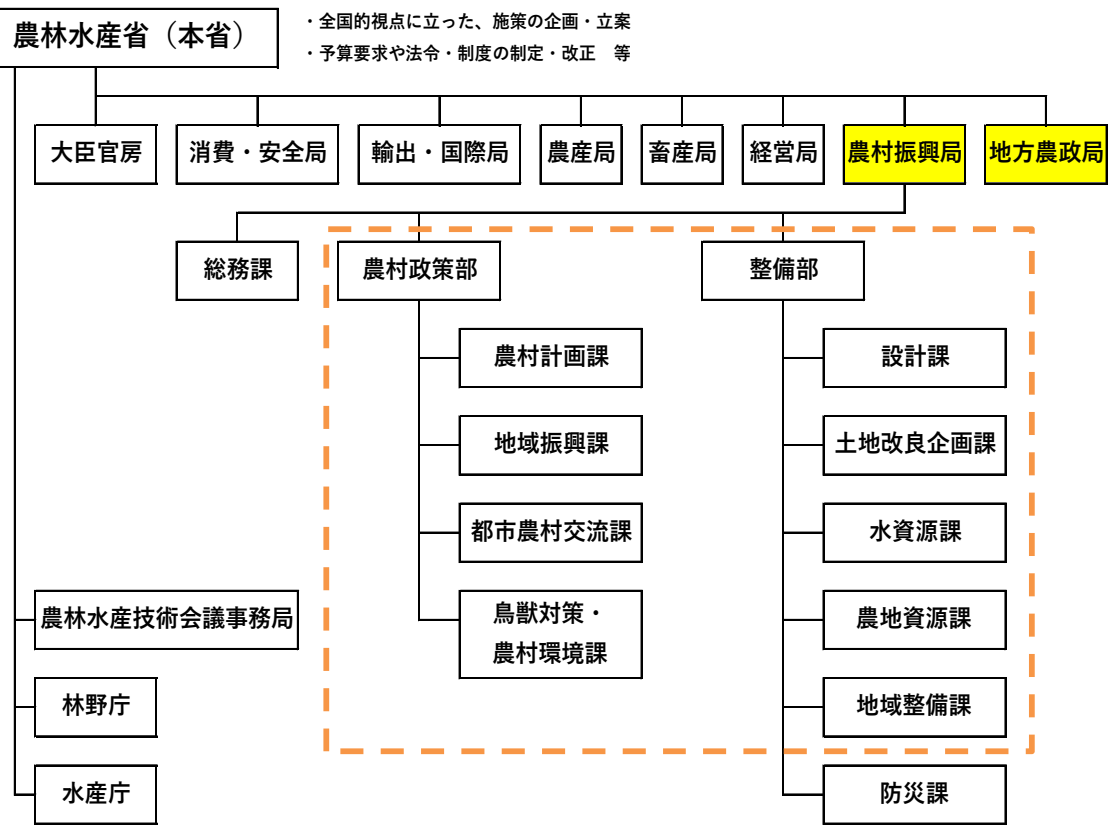 農林水産省（本省）
・全国的視点に立った、施策の企画・立案
・予算要求や法令・制度の制定・改正　等
大臣官房
消費・安全局
輸出・国際局
農産局
畜産局
経営局
農村振興局
地方農政局
総務課
農村政策部
整備部
農村計画課
設計課
地域振興課
土地改良企画課
都市農村交流課
水資源課
農林水産技術会議事務局
鳥獣対策・
農村環境課
農地資源課
林野庁
地域整備課
水産庁
防災課